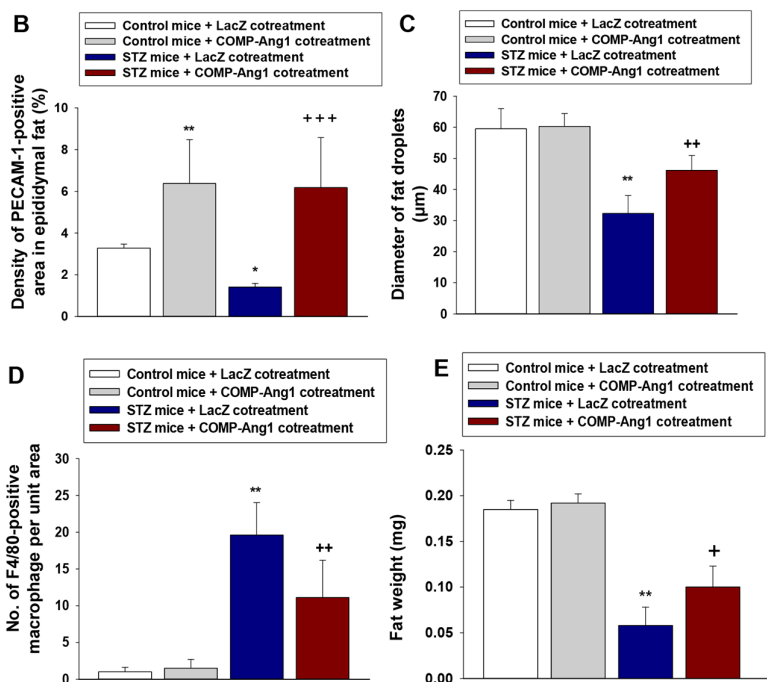 B
Control mice + LacZ cotreatment
Control mice + COMP-Ang1 cotreatment
STZ mice + LacZ cotreatment
STZ mice + COMP-Ang1 cotreatment
Density of PECAM-1-positive
area in epididymal fat (%)
10
8
6
4
2
0
**
*
+++
C
Control mice + LacZ cotreatment
Control mice + COMP-Ang1 cotreatment
STZ mice + LacZ cotreatment
STZ mice + COMP-Ang1 cotreatment
Diameter of fat droplets
(μm)
70
60
50
40
30
20
10
0
**
++
D
Control mice + LacZ cotreatment
Control mice + COMP-Ang1 cotreatment
STZ mice + LacZ cotreatment
STZ mice + COMP-Ang1 cotreatment
No. of F4/80-positive
macrophage per unit area
30
25
20
15
10
5
0
**
++
E
Control mice + LacZ cotreatment
Control mice + COMP-Ang1 cotreatment
STZ mice + LacZ cotreatment
STZ mice + COMP-Ang1 cotreatment
Fat weight (mg)
0.20
0.15
0.10
0.05
0.00
**
+